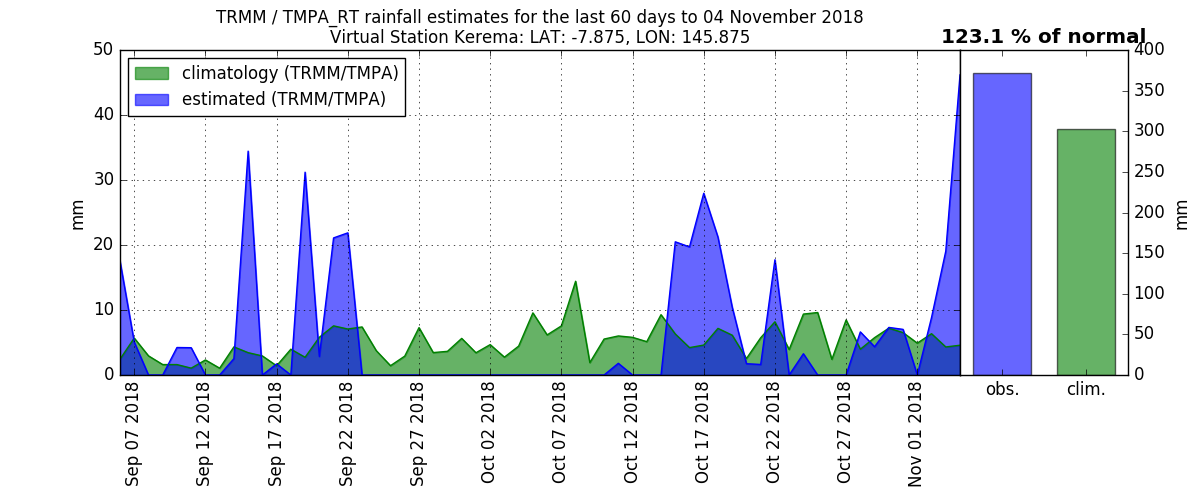 TRMM / TMPA_RT rainfall estimates for the last 60 days to 04 November 2018
Virtual Station Kerema: LAT: -7.875, LON: 145.875
123.1 % of normal
climatology (TRMM/TMPA)
estimated (TRMM/TMPA)
50
40
30
20
10
0
mm
400
350
300
250
200
150
100
50
0
mm
Sep 07 2018
Sep 12 2018
Sep 17 2018
Sep 22 2018
Sep 27 2018
Oct 02 2018
Oct 07 2018
Oct 12 2018
Oct 17 2018
Oct 22 2018
Oct 27 2018
Nov 01 2018
obs.
clim.